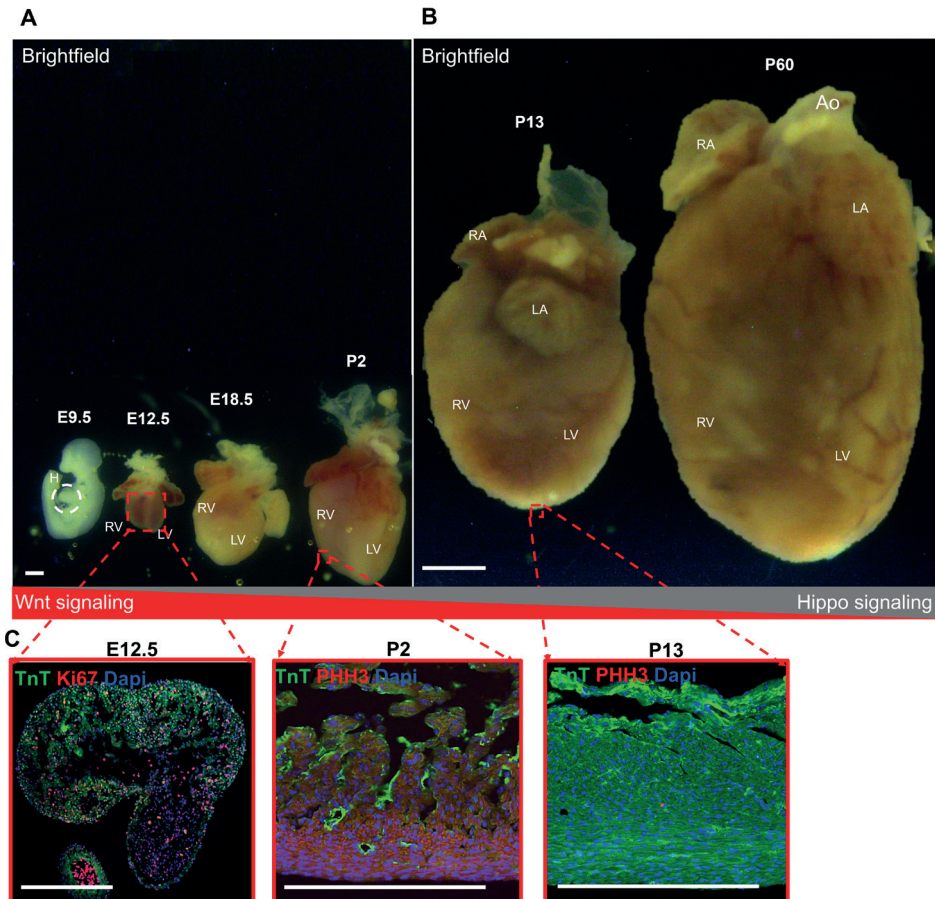 A
B
Brightfield
Brightfield
P60
Ao
P13
RA
RA
LA
LA
P2
E18.5
E9.5
E12.5
H
RV
LV
RV
LV
RV
LV
RV
LV
RV
LV
Wnt signaling
Hippo signaling
C
E12.5
P2
P13
TnT Ki67 Dapi
TnT PHH3 Dapi
TnT PHH3 Dapi